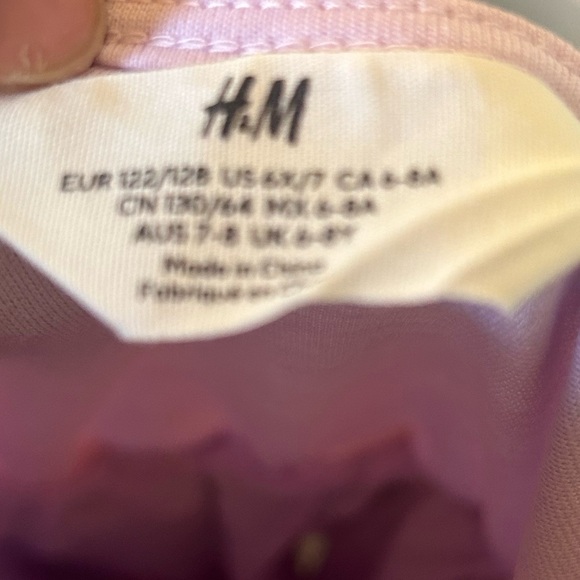 H&M
EUR 122/128 US 6X/7 CA 6-8A
CN 130/64 MX 6-8A
AUS 7-8 UK 6-8Y
Made in China
Fabriqué en